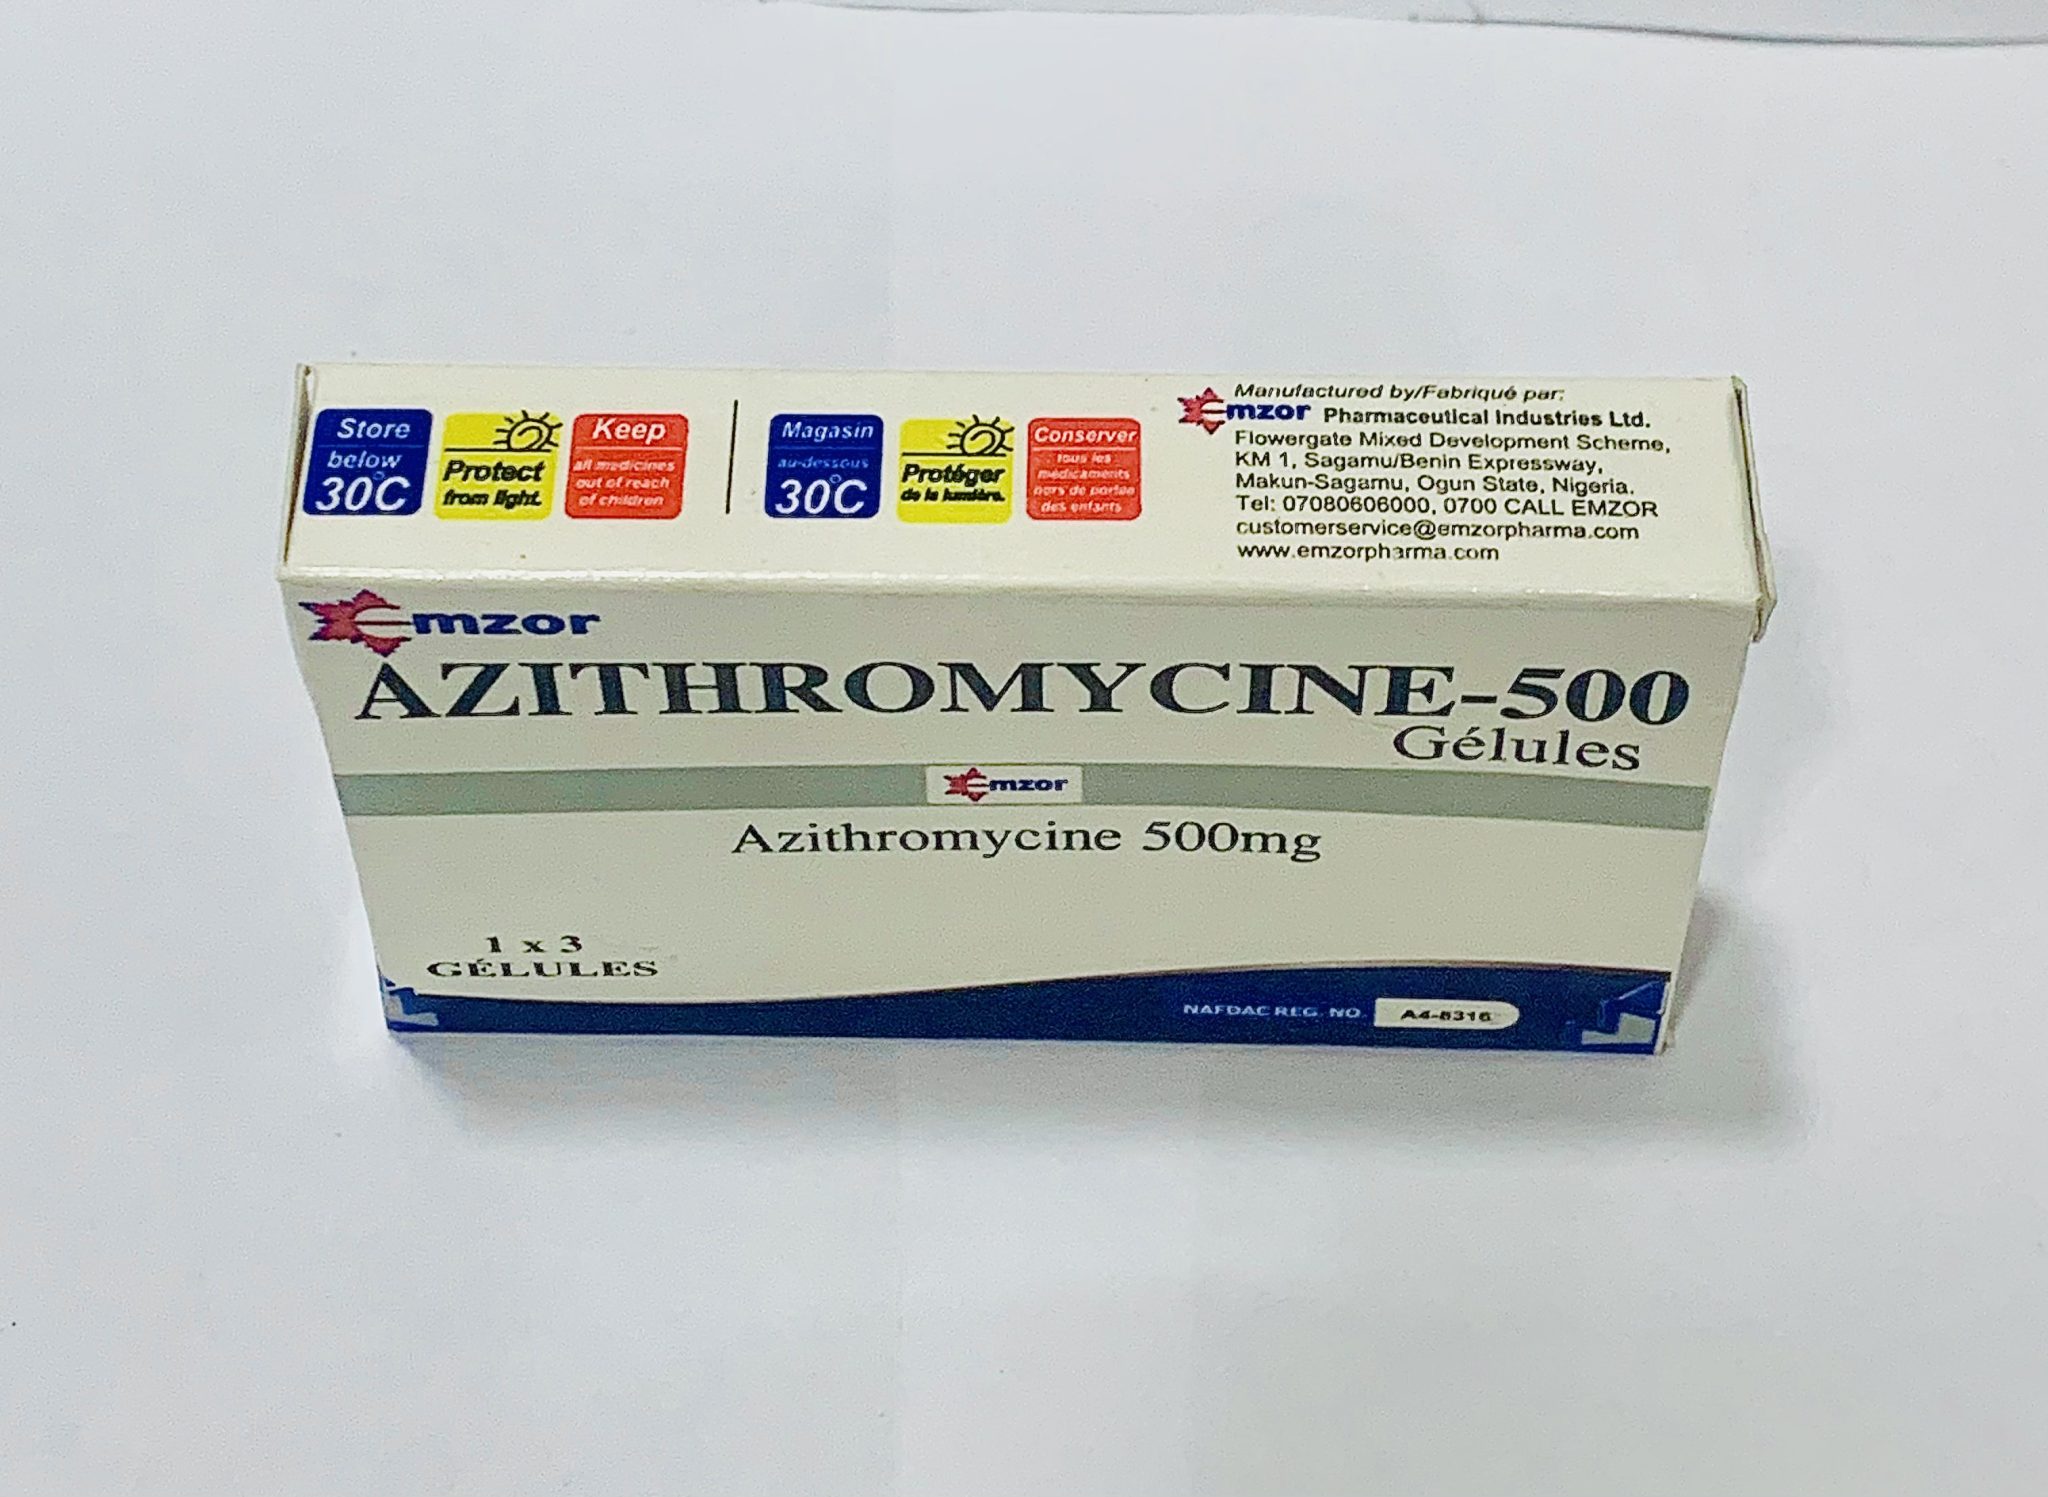 Store
below
30°C
Protect
from light.
Keep
all medicines
out of reach
of children
Magasin
au-dessous
30°C
Protéger
de la lumière.
Conserver
tous les
médicaments
hors de portée
des enfants
Manufactured by/Fabriqué par:
Emzor Pharmaceutical Industries Ltd.
Flowergate Mixed Development Scheme,
KM 1, Sagamu/Benin Expressway,
Makun-Sagamu, Ogun State, Nigeria.
Tel: 07080606000, 0700 CALL EMZOR
customerservice@emzorpharma.com
www.emzorpharma.com
Emzor
AZITHROMYCINE-500
Gélules
Emzor
Azithromycine 500mg
1 x 3
GÉLULES
NAFDAC REG. NO.